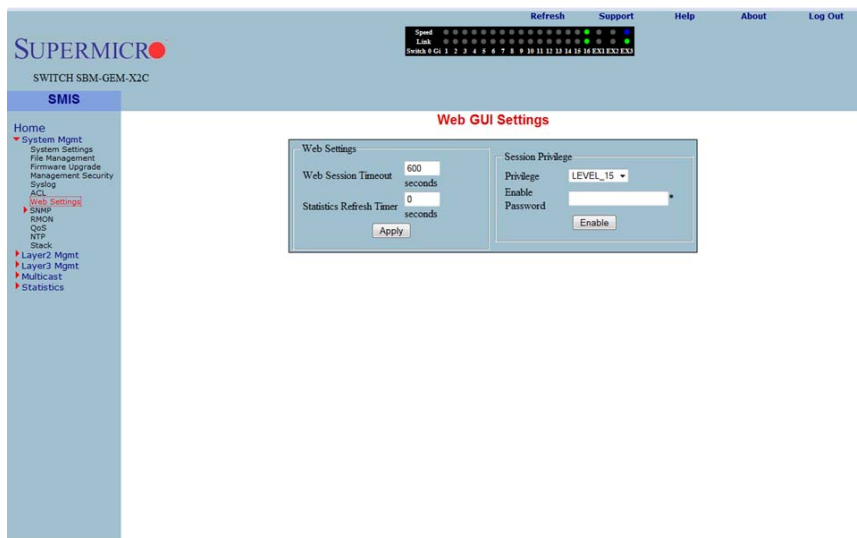 Refresh Support Help About Log Out
SUPERMICRO
Speed
Link
Switch 0 Gi 1 2 3 4 5 6 7 8 9 10 11 12 13 14 15 16 EX1 EX2 EX3
SWITCH SBM-GEM-X2C
SMIS
Home
System Mgmt
System Settings
File Management
Firmware Upgrade
Management Security
Syslog
ACL
Web Settings
SNMP
RMON
QoS
NTP
Stack
Layer2 Mgmt
Layer3 Mgmt
Multicast
Statistics
Web GUI Settings
Web Settings
Web Session Timeout 600
seconds
Statistics Refresh Timer 0
seconds
Apply
Session Privilege
Privilege LEVEL_15
Enable
Password *
Enable